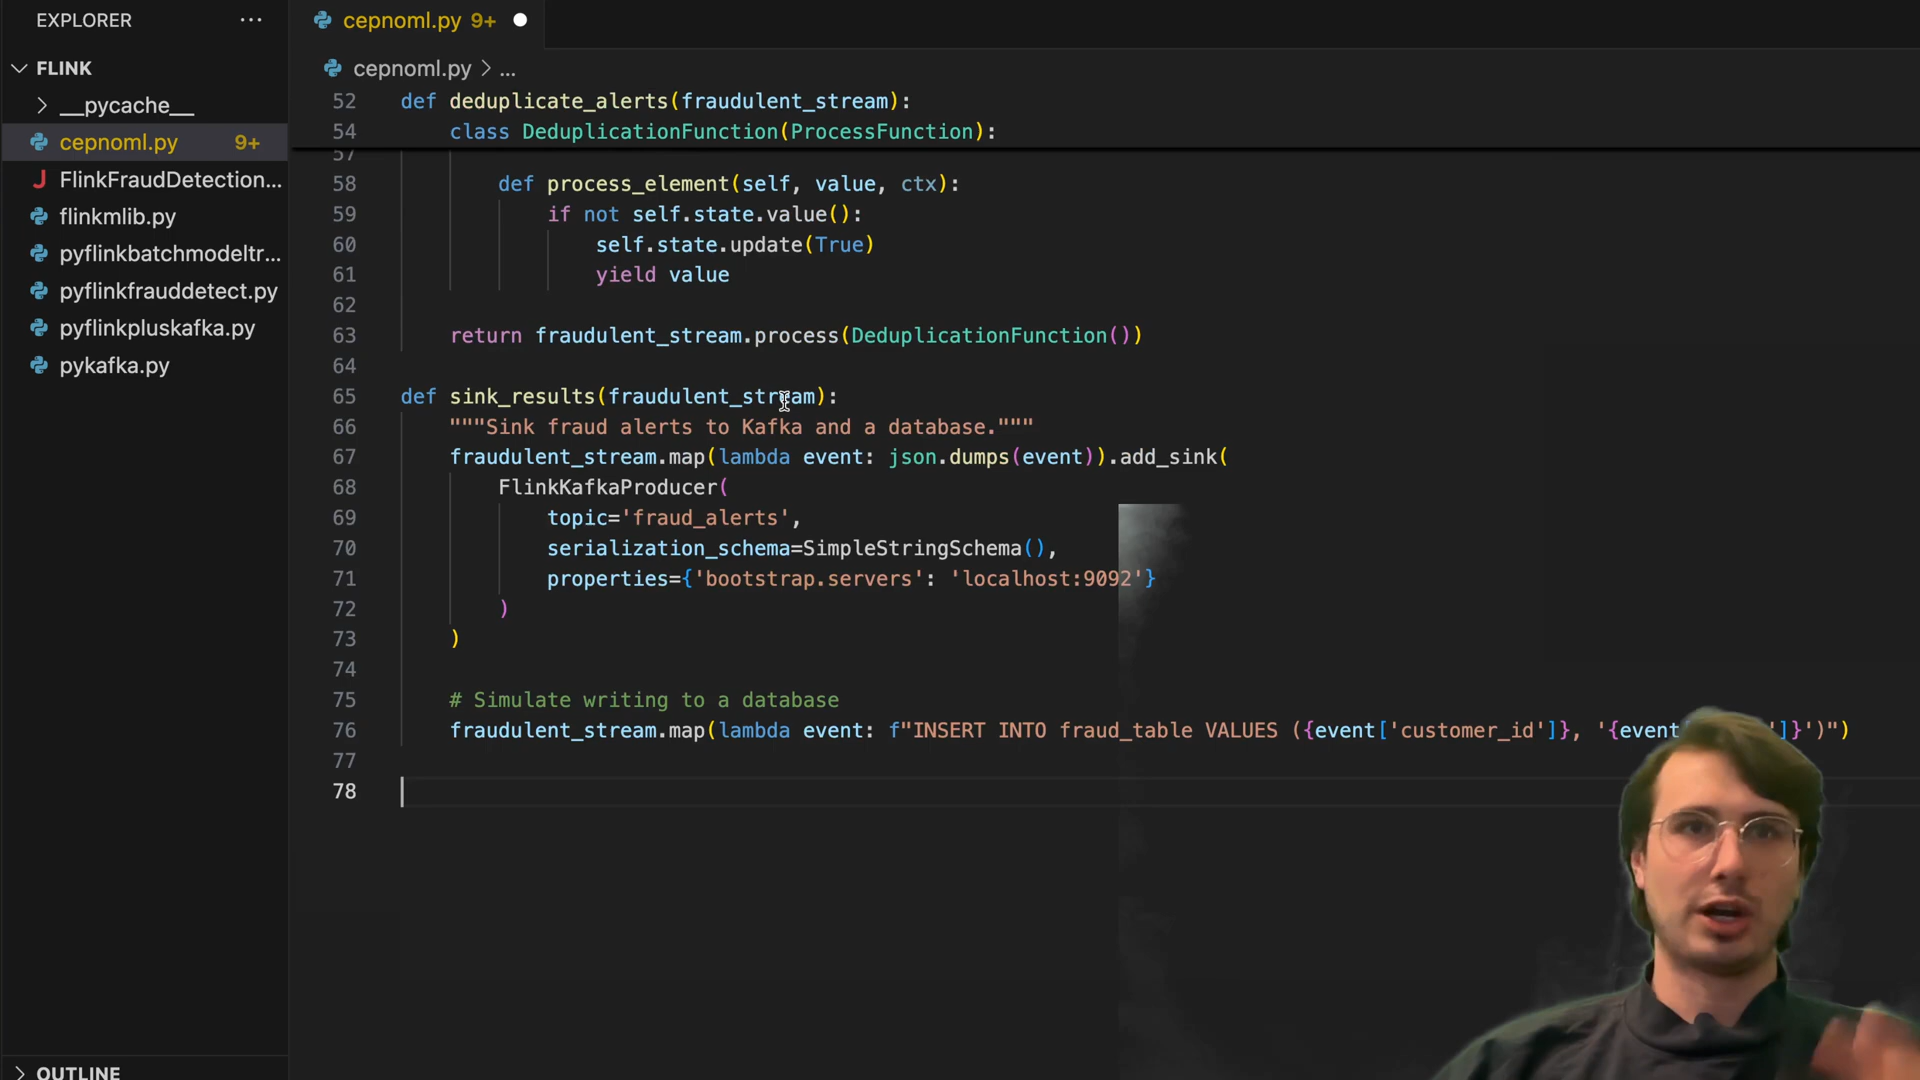 EXPLORER
FLINK
__pycache__
cepnoml.py 9+
FlinkFraudDetection...
flinkmlib.py
pyflinkbatchmodeltr...
pyflinkfrauddetect.py
pyflinkpluskafka.py
pykafka.py
OUTLINE
cepnoml.py 9+
cepnoml.py > ...
52 def deduplicate_alerts(fraudulent_stream):
54 class DeduplicationFunction(ProcessFunction):
57
58 def process_element(self, value, ctx):
59 if not self.state.value():
60 self.state.update(True)
61 yield value
62
63 return fraudulent_stream.process(DeduplicationFunction())
64
65 def sink_results(fraudulent_stream):
66 """Sink fraud alerts to Kafka and a database."""
67 fraudulent_stream.map(lambda event: json.dumps(event)).add_sink(
68 FlinkKafkaProducer(
69 topic='fraud_alerts',
70 serialization_schema=SimpleStringSchema(),
71 properties={'bootstrap.servers': 'localhost:9092'}
72 )
73 )
74
75 # Simulate writing to a database
76 fraudulent_stream.map(lambda event: f"INSERT INTO fraud_table VALUES ({event['customer_id']}, '{event ]}')")
77
78